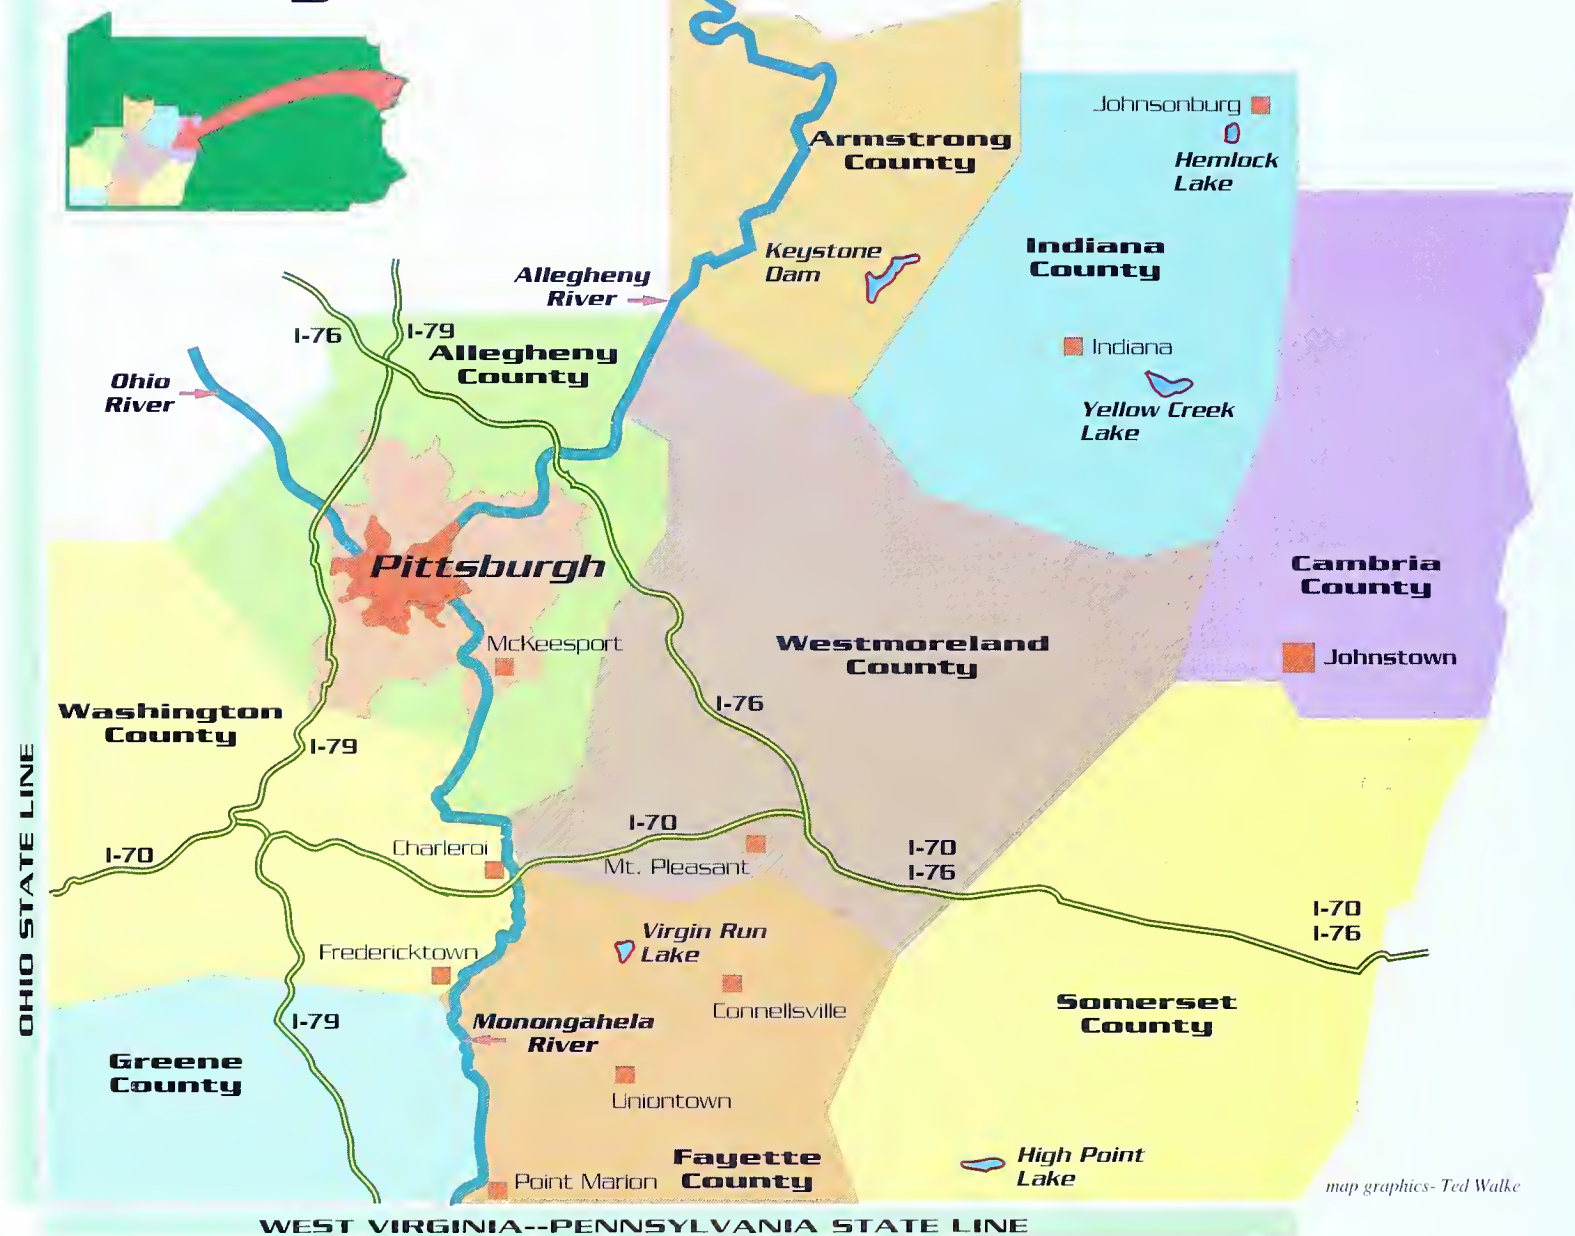 Johnsonburg
Hemlock
Lake
Armstrong
County
Indiana
County
Keystone
Dam
Allegheny
River
I-76
I-79
Allegheny
County
Indiana
Ohio
River
Yellow Creek
Lake
Pittsburgh
Cambria
County
McKeesport
Westmoreland
County
Johnstown
Washington
County
I-76
I-79
I-70
I-70
Charleroi
Mt. Pleasant
I-70
I-76
I-70
I-76
Virgin Run
Lake
Fredericktown
Connellsville
Somerset
County
Monongahela
River
I-79
Greene
County
Uniontown
Fayette
County
High Point
Lake
Point Marion
map graphics- Ted Walke
OHIO STATE LINE
WEST VIRGINIA--PENNSYLVANIA STATE LINE